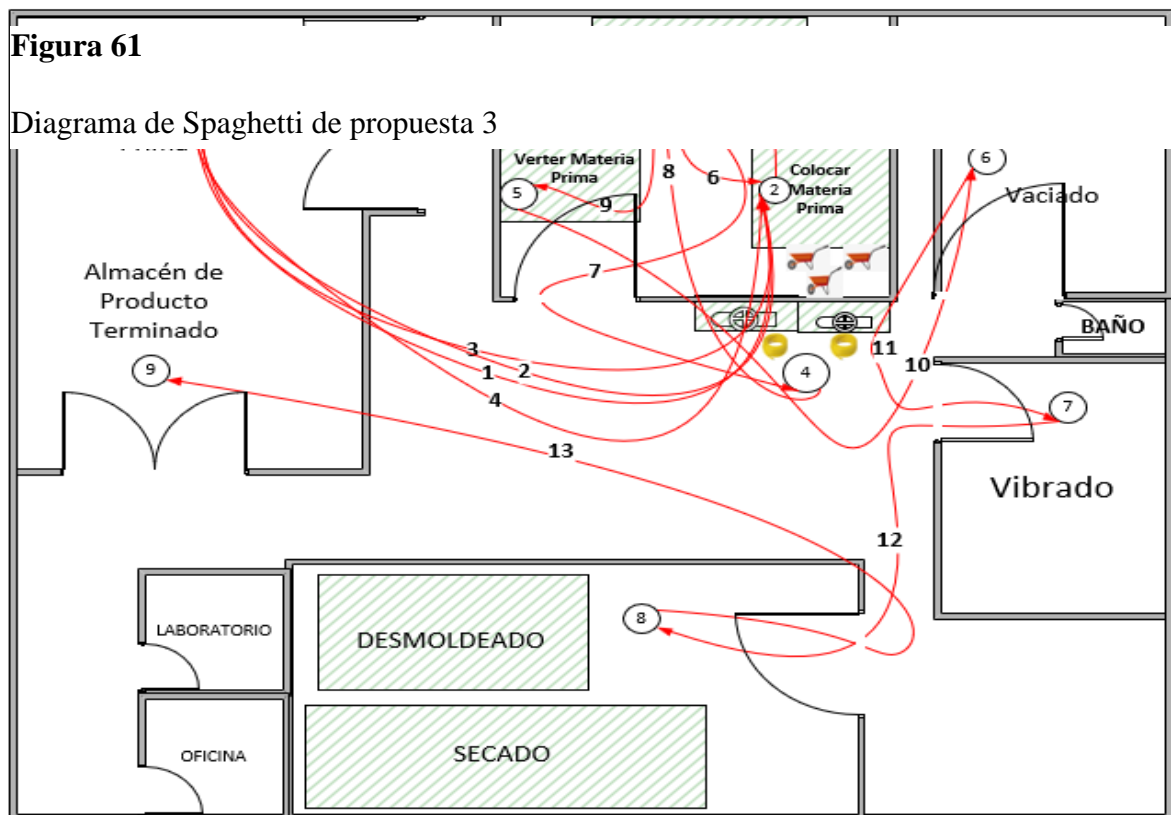 Figura 61
Diagrama de Spaghetti de propuesta 3
Verter Materia
Prima
5
9
8
6
2
Colocar
Materia
Prima
6
Vaciado
Almacén de
Producto
Terminado
9
7
3
1
2
4
4
11
10
BAÑO
7
13
Vibrado
12
8
LABORATORIO
DESMOLDEADO
OFICINA
SECADO